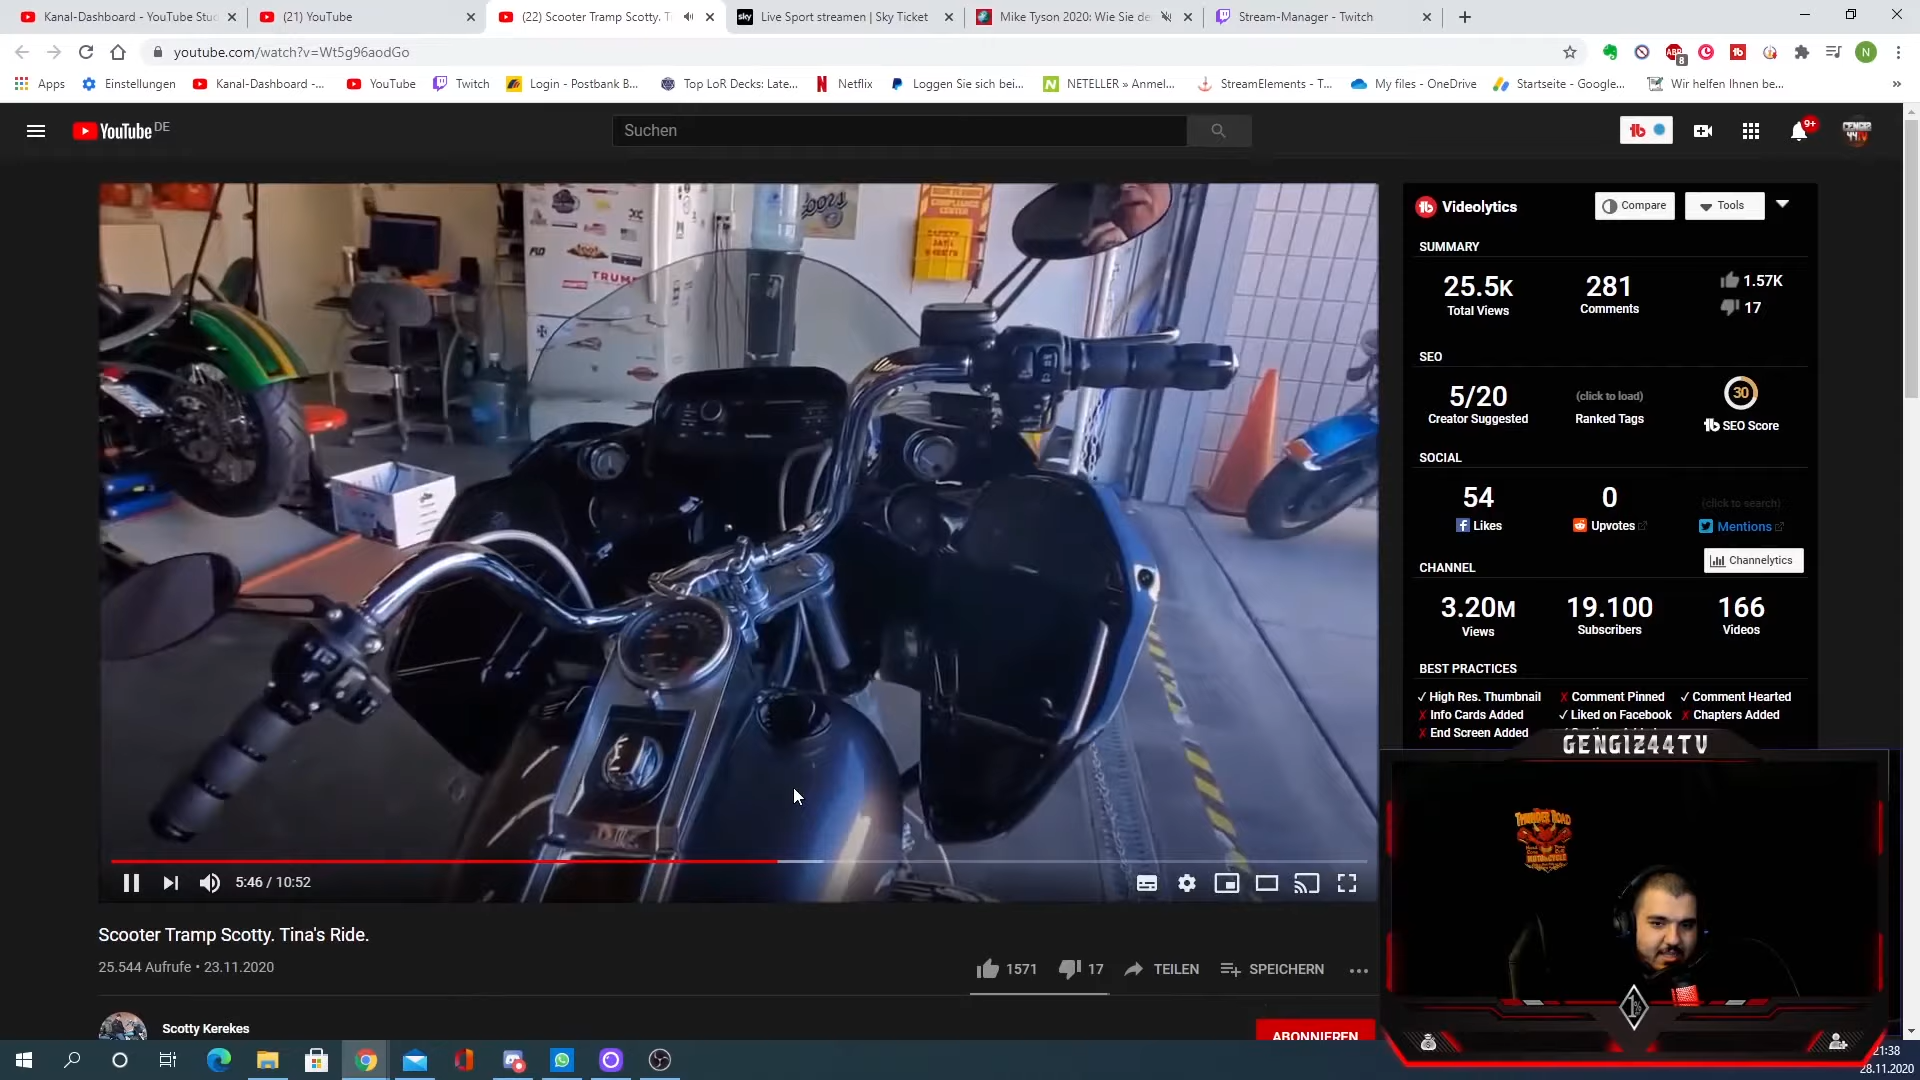 Kanal-Dashboard - YouTube Stu
(21) YouTube
(22) Scooter Tramp Scotty. T
Live Sport streamen | Sky Ticket
Mike Tyson 2020: Wie Sie de
Stream-Manager - Twitch
youtube.com/watch?v=Wt5g96aodGo
Apps
Einstellungen
Kanal-Dashboard -...
YouTube
Twitch
Login - Postbank B...
Top LoR Decks: Late...
Netflix
Loggen Sie sich bei...
NETELLER » Anmel...
StreamElements - T...
My files - OneDrive
Startseite - Google...
Wir helfen Ihnen be...
YouTube DE
Suchen
9+
Videolytics
Compare
Tools
SUMMARY
25.5K
Total Views
281
Comments
1.57K
17
SEO
5/20
Creator Suggested
(click to load)
Ranked Tags
30
SEO Score
SOCIAL
54
Likes
0
Upvotes
(click to search)
Mentions
Channelytics
CHANNEL
3.20M
Views
19.100
Subscribers
166
Videos
BEST PRACTICES
✓ High Res. Thumbnail
✗ Comment Pinned
✓ Comment Hearted
✗ Info Cards Added
✓ Liked on Facebook
✗ Chapters Added
✗ End Screen Added
GENGIZ44TV
THUNDER ROAD
MOTORCYCLE
coors
TRUMP
COMPLIANCE
CENTER
5:46 / 10:52
Scooter Tramp Scotty. Tina's Ride.
25.544 Aufrufe • 23.11.2020
1571
17
TEILEN
SPEICHERN
Scotty Kerekes
ABONNIEREN
21:38
28.11.2020